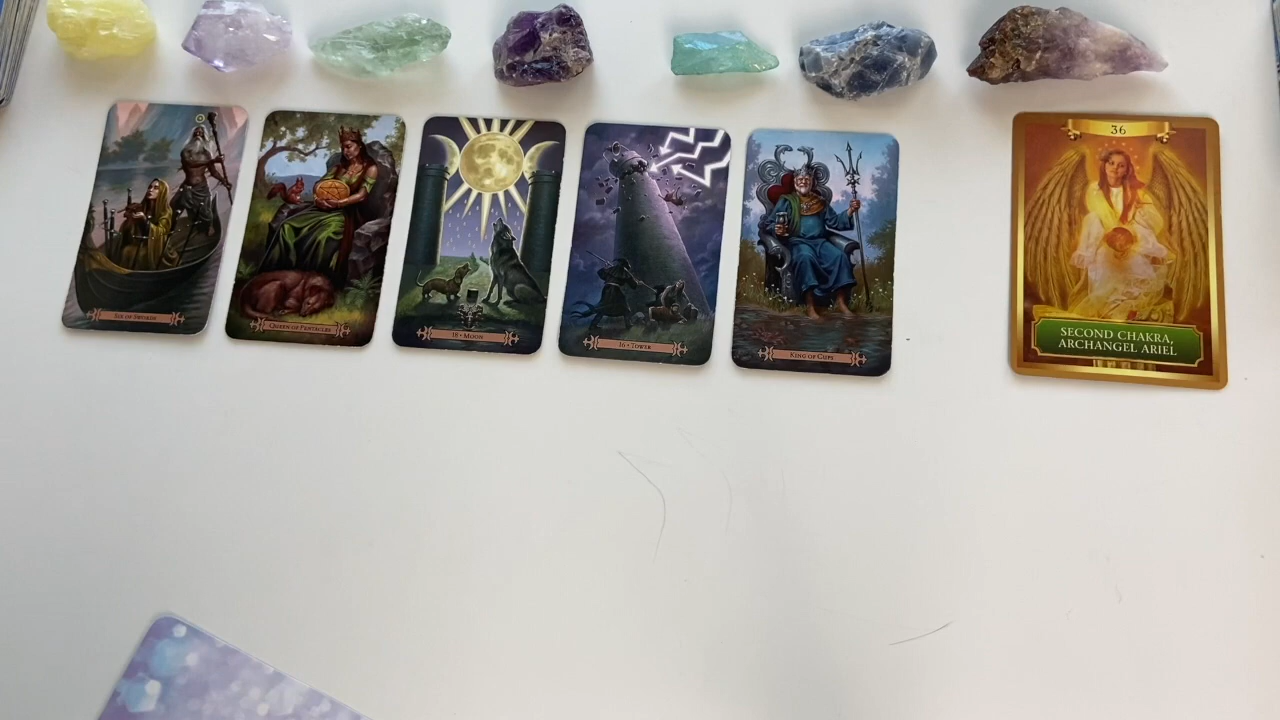 SIX OF SWORDS
QUEEN OF PENTACLES
18 • MOON
16 • TOWER
KING OF CUPS
36
SECOND CHAKRA,
ARCHANGEL ARIEL